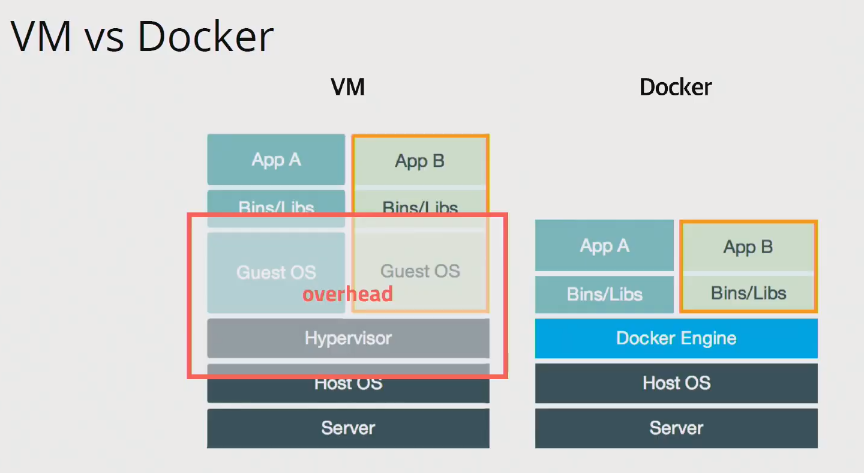 VM vs Docker
VM
Docker
App A
App B
Bins/Libs
Bins/Libs
Guest OS
Guest OS
overhead
Hypervisor
Host OS
Server
App A
App B
Bins/Libs
Bins/Libs
Docker Engine
Host OS
Server